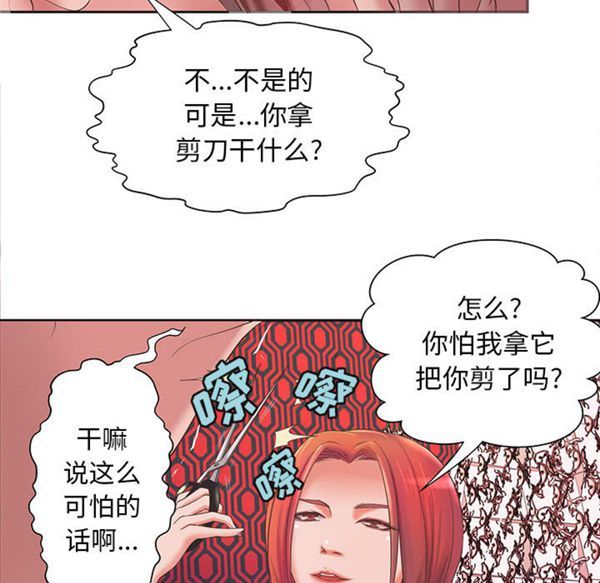 不...不是的
可是...你拿
剪刀干什么?
怎么?
你怕我拿它
把你剪了吗?
嚓
嚓
嚓
干嘛
说这么
可怕的
话啊...